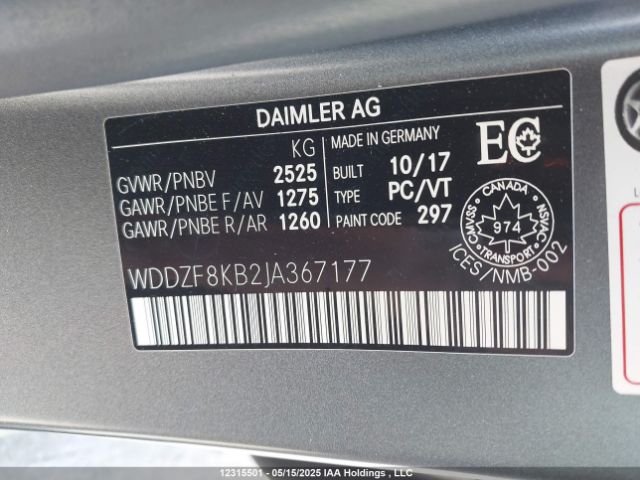 DAIMLER AG
KG
GVWR/PNBV 2525
GAWR/PNBE F/AV 1275
GAWR/PNBE R/AR 1260
MADE IN GERMANY
BUILT 10/17
TYPE PC/VT
PAINT CODE 297
EC
CANADA
CMVSS 974 NSVAC
TRANSPORT
ICES/NMB-002
WDDZF8KB2JA367177
12315501 - 05/15/2025 IAA Holdings , LLC